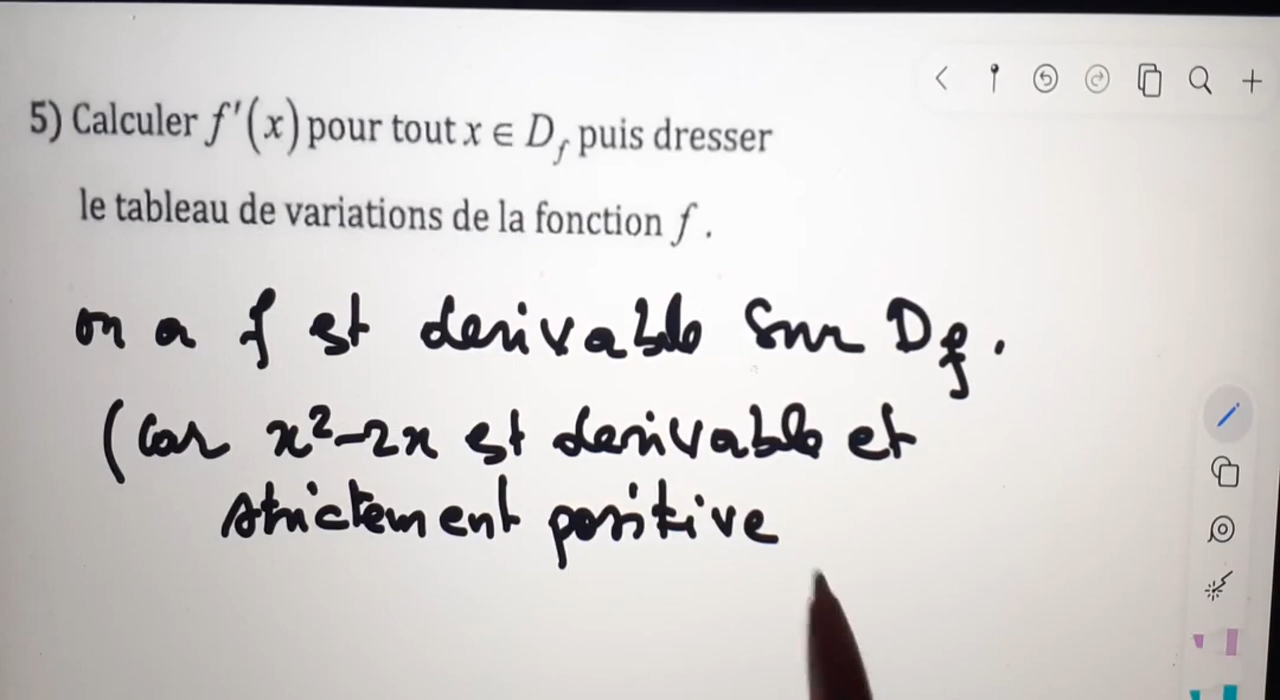 5) Calculer f′(x) pour tout x ∈ D_f puis dresser
le tableau de variations de la fonction f .
on a f est derivable sur Df.
(car x²-2x est derivable et
strictement positive